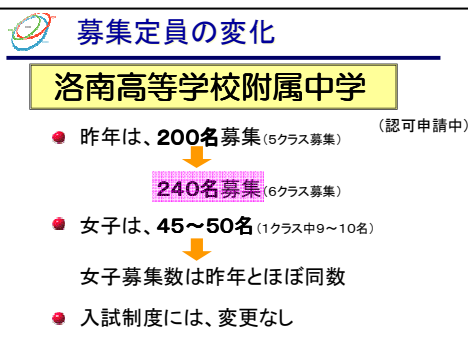 募集定員の変化
洛南高等学校附属中学
(認可申請中)
昨年は、200名募集(5クラス募集)
240名募集(6クラス募集)
女子は、45～50名(1クラス中9～10名)
女子募集数は昨年とほぼ同数
入試制度には、変更なし